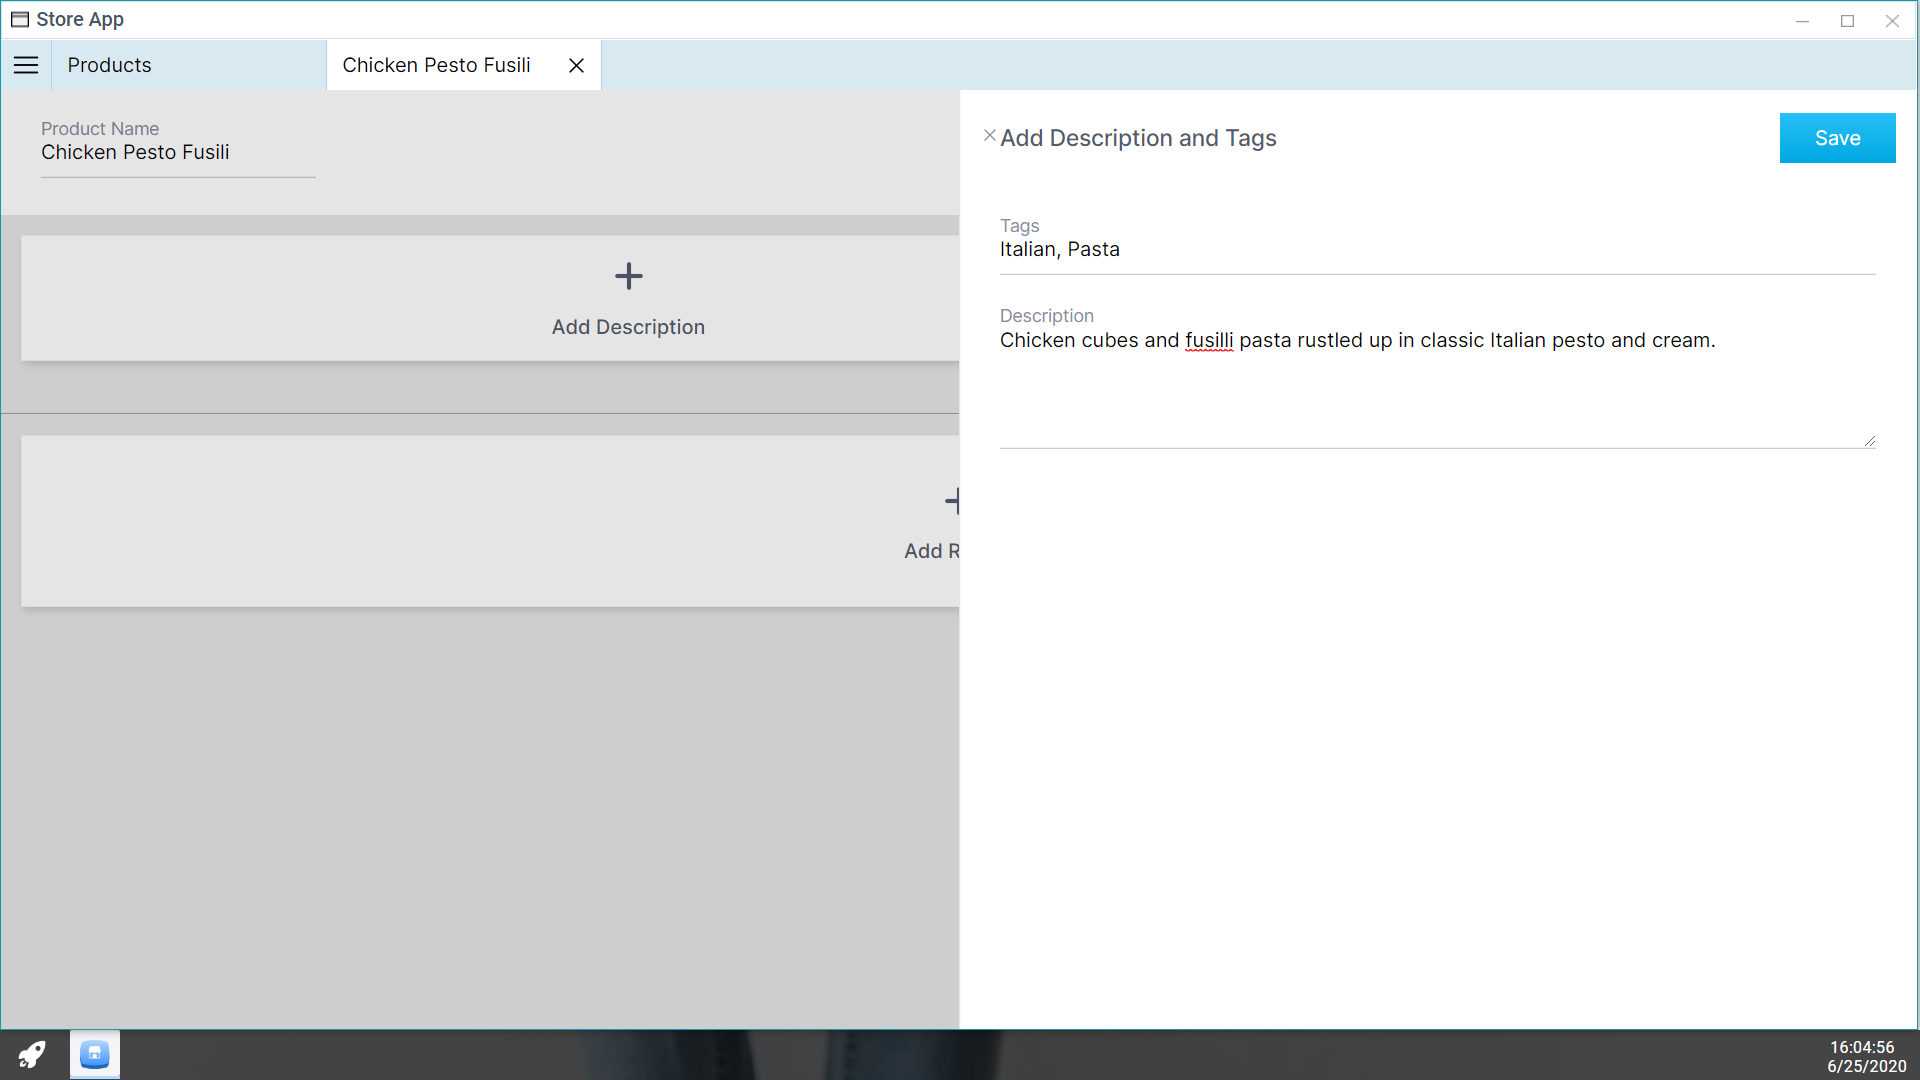 Store App
Products
Chicken Pesto Fusili
Product Name
Chicken Pesto Fusili
Add Description
Add R
Add Description and Tags
Save
Tags
Italian, Pasta
Description
Chicken cubes and fusilli pasta rustled up in classic Italian pesto and cream.
16:04:56
6/25/2020